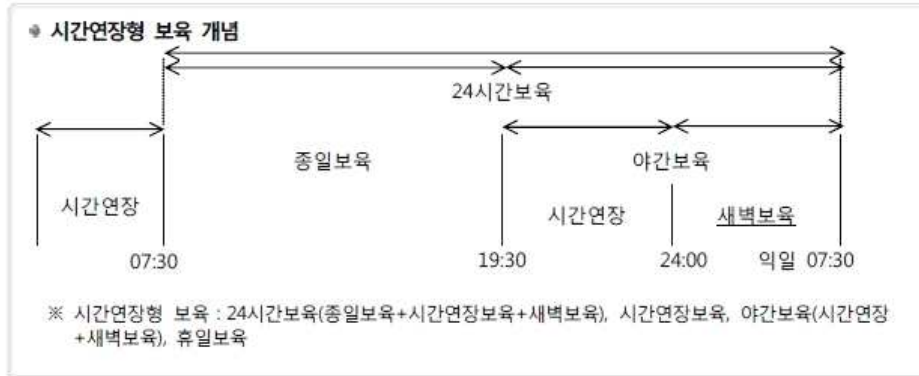 시간연장형 보육 개념
24시간보육
종일보육
야간보육
시간연장
시간연장
새벽보육
07:30
19:30
24:00
익일 07:30
※ 시간연장형 보육 : 24시간보육(종일보육+시간연장보육+새벽보육), 시간연장보육, 야간보육(시간연장
+새벽보육), 휴일보육